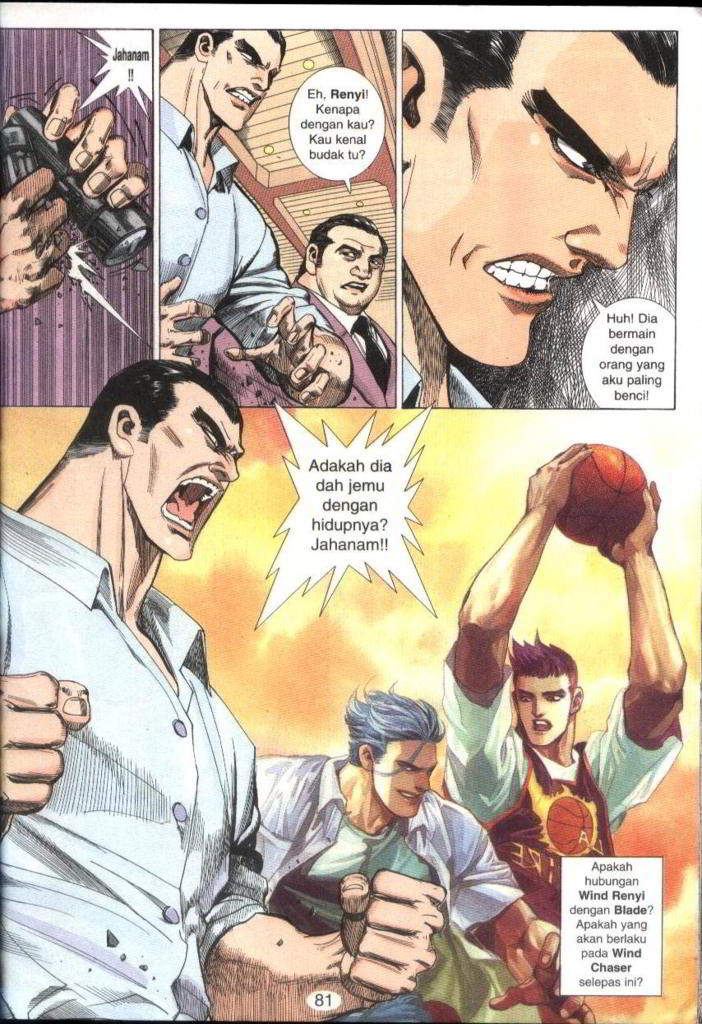 Jahanam
!!
Eh, Renyi!
Kenapa
dengan kau?
Kau kenal
budak tu?
Huh! Dia
bermain
dengan
orang yang
aku paling
benci!
Adakah dia
dah jemu
dengan
hidupnya?
Jahanam!!
Apakah
hubungan
Wind Renyi
dengan Blade?
Apakah yang
akan berlaku
pada Wind
Chaser
selepas ini?
81